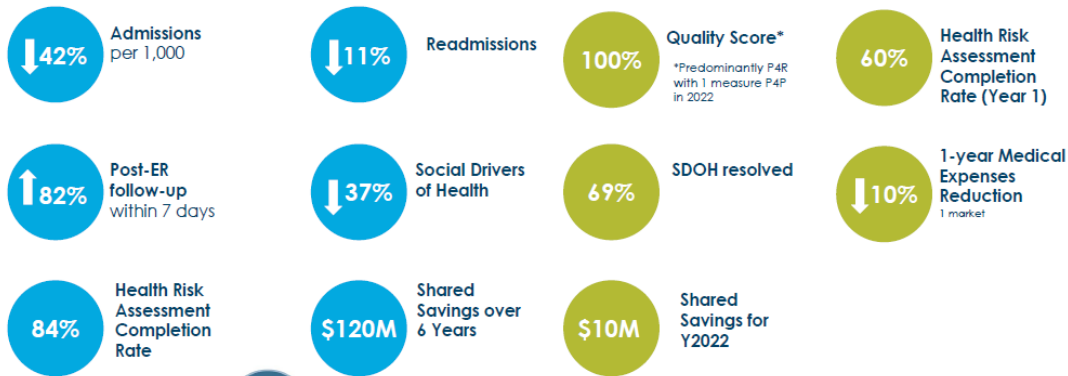 ↓42%
Admissions
per 1,000
↓11%
Readmissions
100%
Quality Score*
*Predominantly P4R
with 1 measure P4P
in 2022
60%
Health Risk
Assessment
Completion
Rate (Year 1)
↑82%
Post-ER
follow-up
within 7 days
↓37%
Social Drivers
of Health
69%
SDOH resolved
↓10%
1-year Medical
Expenses
Reduction
1 market
84%
Health Risk
Assessment
Completion
Rate
$120M
Shared
Savings over
6 Years
$10M
Shared
Savings for
Y2022